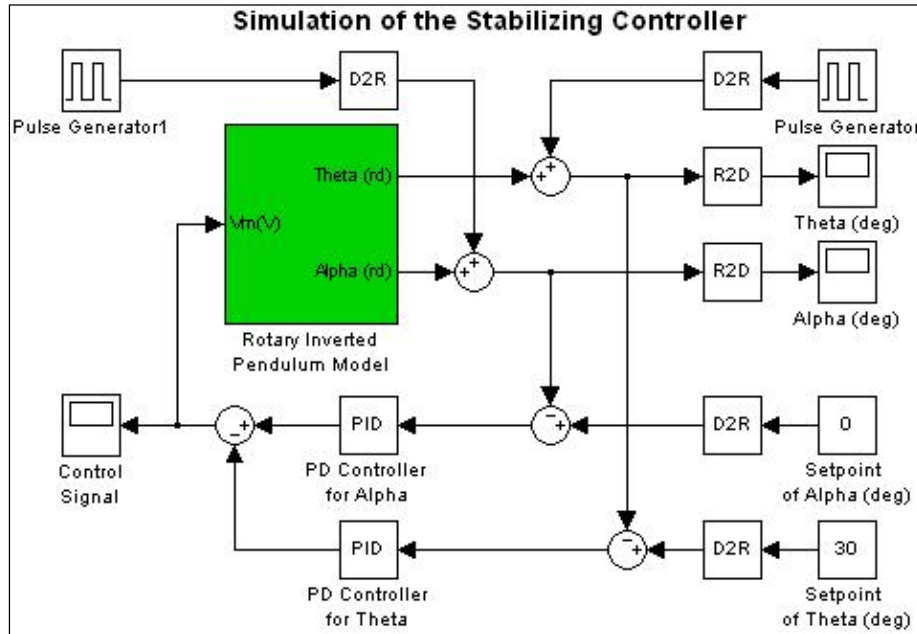 Simulation of the Stabilizing Controller
D2R
D2R
Pulse Generator1
Pulse Generator
Theta (rd)
R2D
Vm(V)
Theta (deg)
Alpha (rd)
R2D
Alpha (deg)
Rotary Inverted
Pendulum Model
PID
D2R
0
Control
Signal
PD Controller
for Alpha
Setpoint
of Alpha (deg)
PID
D2R
30
PD Controller
for Theta
Setpoint
of Theta (deg)